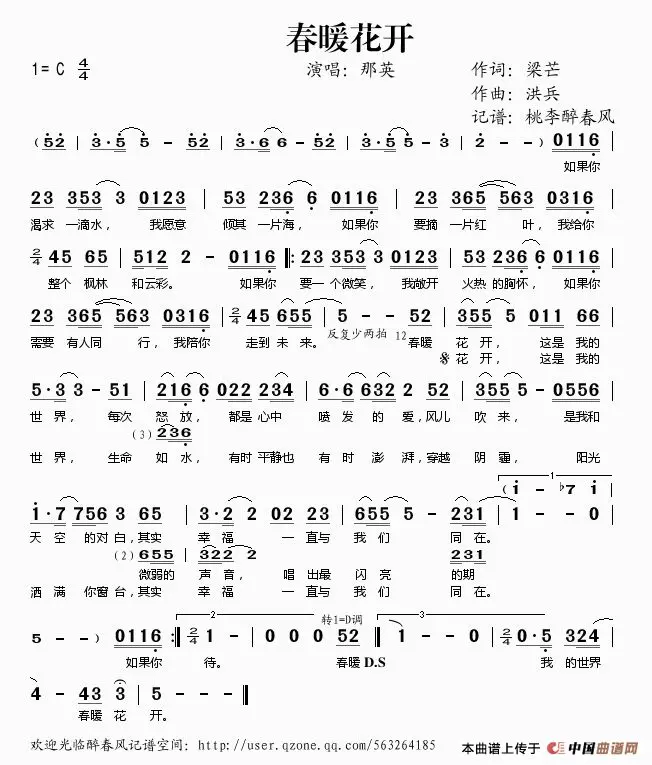 春暖花开
1=C 4/4 演唱：那英 作词：梁芒
作曲：洪兵
记谱：桃李醉春风
(52 | 3·5 5 - 52 | 3·6 6 - 52 | 3·5 5 - 3 | 2 - - -) 0116 |
如果你
23 353 3 0123 | 53 236 6 0116 | 23 365 563 0316 |
渴求 一滴水， 我愿意 倾其 一片海， 如果你 要摘 一片红 叶，我给你
2/4 45 65 | 512 2 - 0116 ‖: 23 353 3 0123 | 53 236 6 0116 |
整个 枫林 和云彩。 如果你 要一个微笑，我敞开 火热的胸怀， 如果你
23 365 563 0316 | 2/4 45 655 | 5 - - 52 | 355 5 011 66 |
需要 有人同 行，我陪你 走到 未来。 反复少两拍 12 春暖 花 开， 这是 我的
𝄋花 开， 这是 我的
5·3 3 - 51 | 216 6 022 234 | 6·6 632 2 52 | 355 5 - 0556 |
世 界， 每次 怒 放， 都是 心中 喷 发 的 爱，风儿 吹 来， 是我和
(3) 236
世 界， 生命 如 水， 有时 平静也 有 时 澎 湃，穿越 阴 霾， 阳光
1
(i - ♭7 i |
i·7 756 3 65 | 3·2 2 02 23 | 655 5 - 231 | 1 - - 0 |
天 空 的对 白，其实 幸 福 一直与 我 们 同 在。
(2) 655 322 2 231
微弱的 声 音， 唱 出最 闪 亮 的期
洒 满 你窗 台，其实 幸 福 一直与 我 们 同 在。
2 转1=D调 3
5 - -) 0116 :‖ 2/4 1 - | 0 0 0 52 ‖ 1 - - 0 | 2/4 0·5 324 |
如果你 待。 春暖 D.S 我 的世界
4 - 43 3 | 5 - - - ‖
春暖 花 开。
欢迎光临醉春风记谱空间：http://user.qzone.qq.com/563264185
本曲谱上传于 中国曲谱网